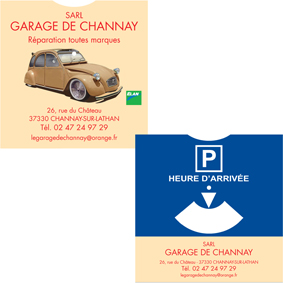 SARL
GARAGE DE CHANNAY
Réparation toutes marques
ELAN
26, rue du Château
37330 CHANNAY-SUR-LATHAN
Tél. 02 47 24 97 29
legaragedechannay@orange.fr
P
HEURE D'ARRIVÉE
SARL
GARAGE DE CHANNAY
26, rue du Château - 37330 CHANNAY-SUR-LATHAN
Tél. 02 47 24 97 29
legaragedechannay@orange.fr